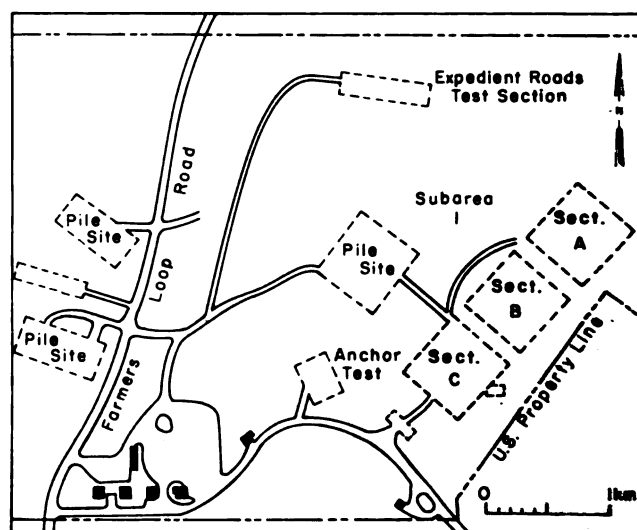 Expedient Roads
Test Section
N
Road
Subarea
1
Sect.
A
Pile
Site
Pile
Site
Loop
Sect.
B
Pile
Site
Anchor
Test
Sect.
C
Farmers
U.S. Property Line
0
1km